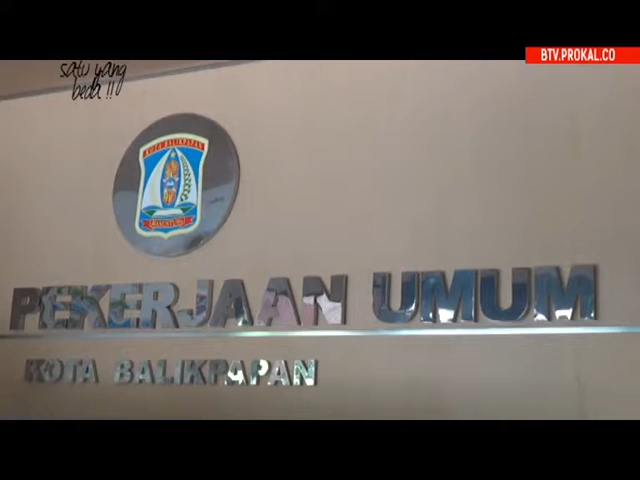 satu yang
beda !!
BTV.PROKAL.CO
KOTA BALIKPAPAN
PEKERJAAN UMUM
KOTA BALIKPAPAN